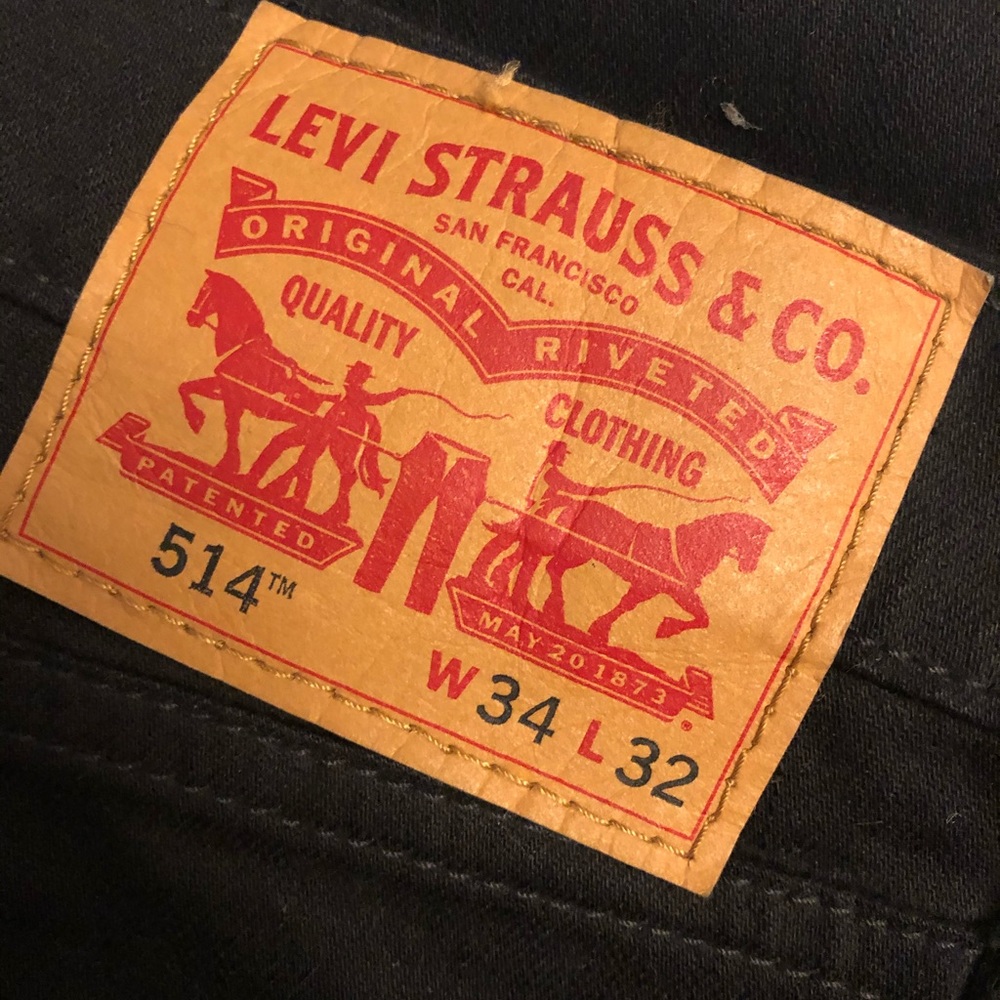 LEVI STRAUSS & CO.
SAN FRANCISCO
CAL.
ORIGINAL RIVETED
QUALITY CLOTHING
PATENTED
MAY 20 1873
514™
W 34 L 32
®